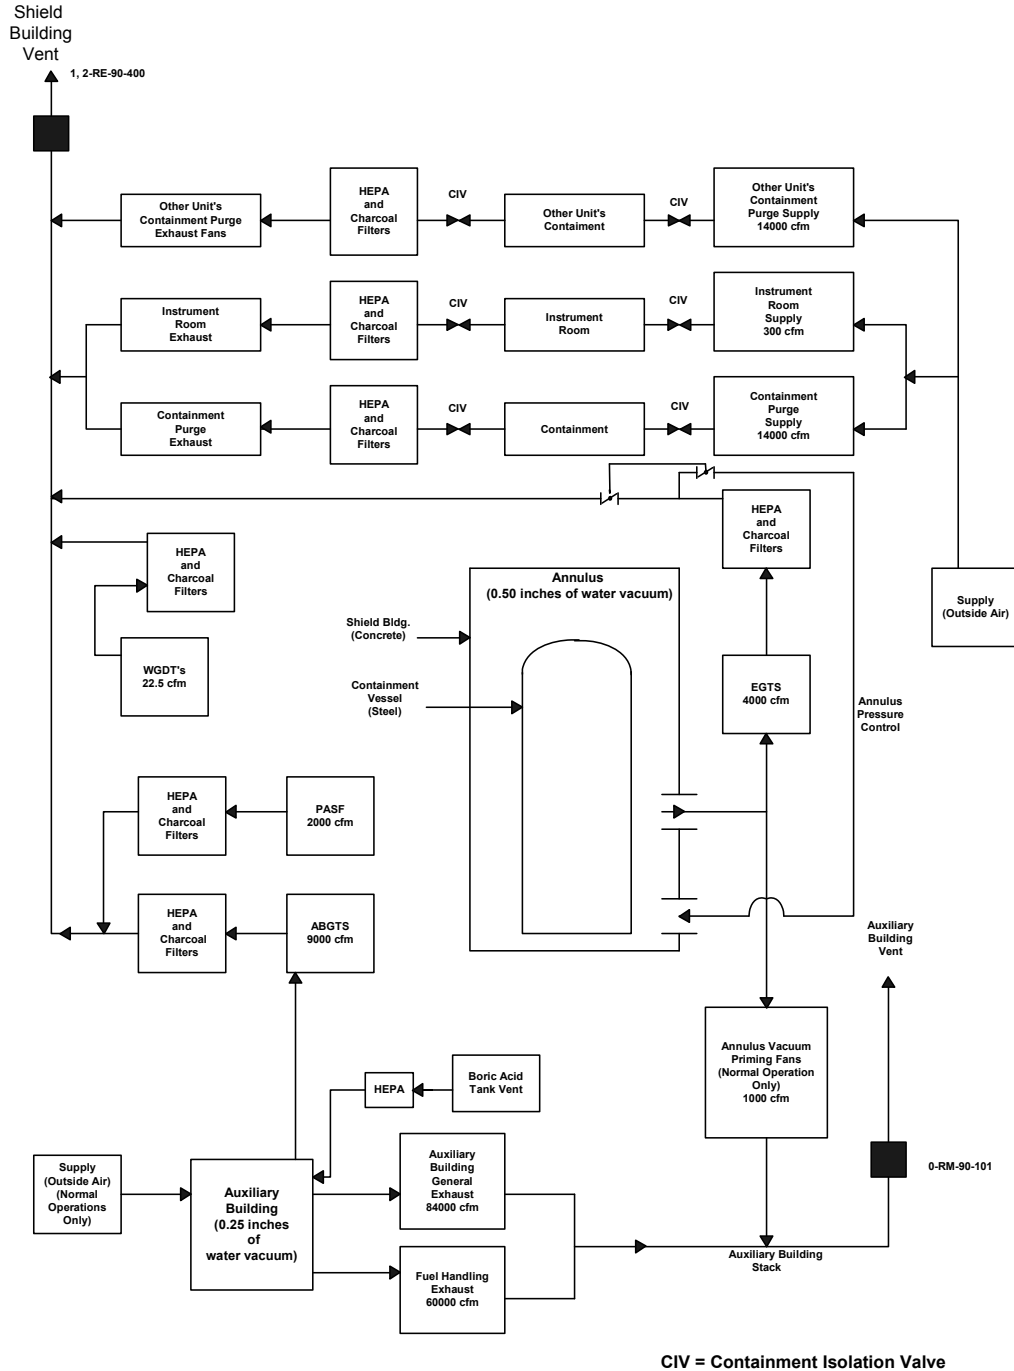 Shield
Building
Vent
1, 2-RE-90-400
Other Unit's
Containment Purge
Exhaust Fans
HEPA
and
Charcoal
Filters
CIV
Other Unit's
Contaiment
CIV
Other Unit's
Containment
Purge Supply
14000 cfm
Instrument
Room
Exhaust
HEPA
and
Charcoal
Filters
CIV
Instrument
Room
CIV
Instrument
Room
Supply
300 cfm
Containment
Purge
Exhaust
HEPA
and
Charcoal
Filters
CIV
Containment
CIV
Containment
Purge
Supply
14000 cfm
HEPA
and
Charcoal
Filters
HEPA
and
Charcoal
Filters
Annulus
(0.50 inches of water vacuum)
Supply
(Outside Air)
Shield Bldg.
(Concrete)
WGDT's
22.5 cfm
Containment
Vessel
(Steel)
EGTS
4000 cfm
Annulus
Pressure
Control
HEPA
and
Charcoal
Filters
PASF
2000 cfm
HEPA
and
Charcoal
Filters
ABGTS
9000 cfm
Auxiliary
Building
Vent
Annulus Vacuum
Priming Fans
(Normal Operation
Only)
1000 cfm
HEPA
Boric Acid
Tank Vent
Supply
(Outside Air)
(Normal
Operations
Only)
Auxiliary
Building
(0.25 inches
of
water vacuum)
Auxiliary
Building
General
Exhaust
84000 cfm
0-RM-90-101
Fuel Handling
Exhaust
60000 cfm
Auxiliary Building
Stack
CIV = Containment Isolation Valve